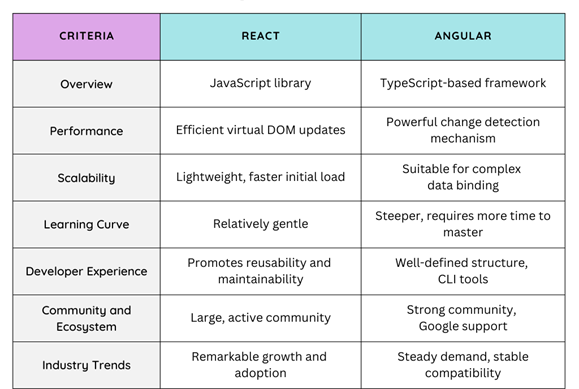 CRITERIA REACT ANGULAR
Overview JavaScript library TypeScript-based framework
Performance Efficient virtual DOM updates Powerful change detection
mechanism
Scalability Lightweight, faster initial load Suitable for complex
data binding
Learning Curve Relatively gentle Steeper, requires more time to
master
Developer Experience Promotes reusability and
maintainability Well-defined structure,
CLI tools
Community and
Ecosystem Large, active community Strong community,
Google support
Industry Trends Remarkable growth and
adoption Steady demand, stable
compatibility